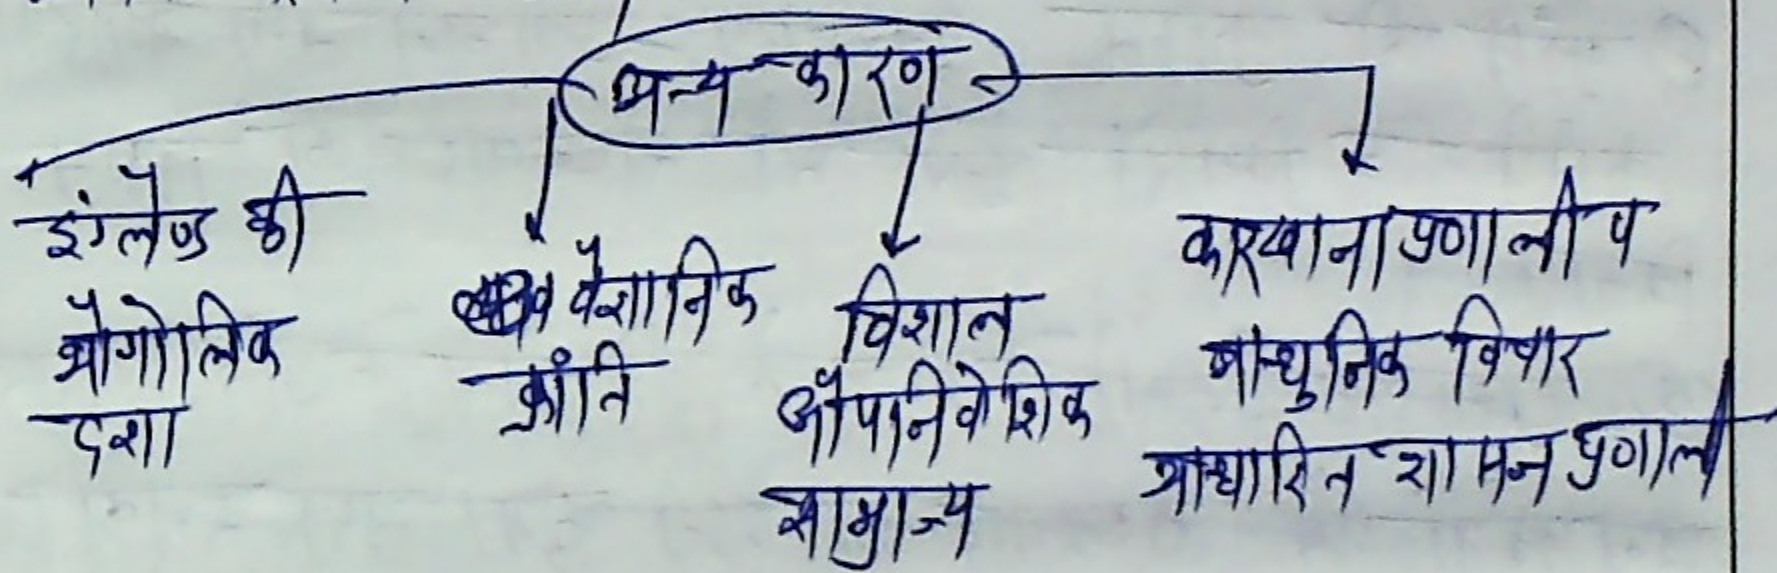 अन्य कारण
इंग्लैण्ड की
भौगोलिक
दशा
वैज्ञानिक
क्रांति
विशाल
औपनिवेशिक
साम्राज्य
कारखाना प्रणाली व
आधुनिक विचार
आधारित शासन प्रणाली